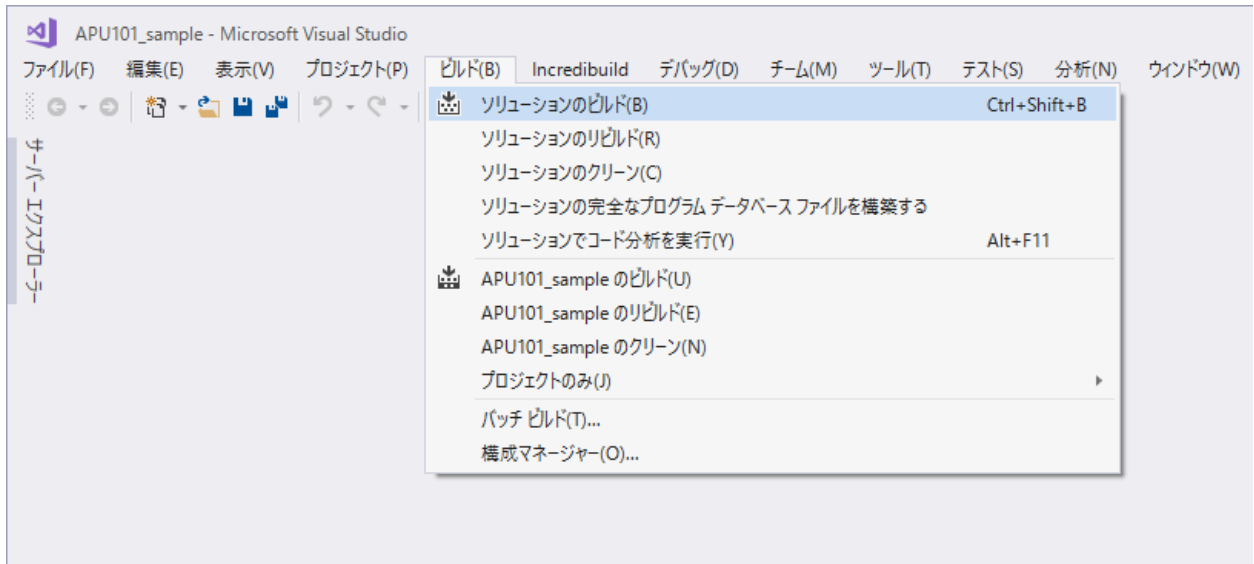 APU101_sample - Microsoft Visual Studio
ファイル(F) 編集(E) 表示(V) プロジェクト(P) ビルド(B) Incredibuild デバッグ(D) チーム(M) ツール(T) テスト(S) 分析(N) ウィンドウ(W)
サーバー エクスプローラー
ソリューションのビルド(B) Ctrl+Shift+B
ソリューションのリビルド(R)
ソリューションのクリーン(C)
ソリューションの完全なプログラム データベース ファイルを構築する
ソリューションでコード分析を実行(Y) Alt+F11
APU101_sample のビルド(U)
APU101_sample のリビルド(E)
APU101_sample のクリーン(N)
プロジェクトのみ(J)
バッチ ビルド(T)...
構成マネージャー(O)...